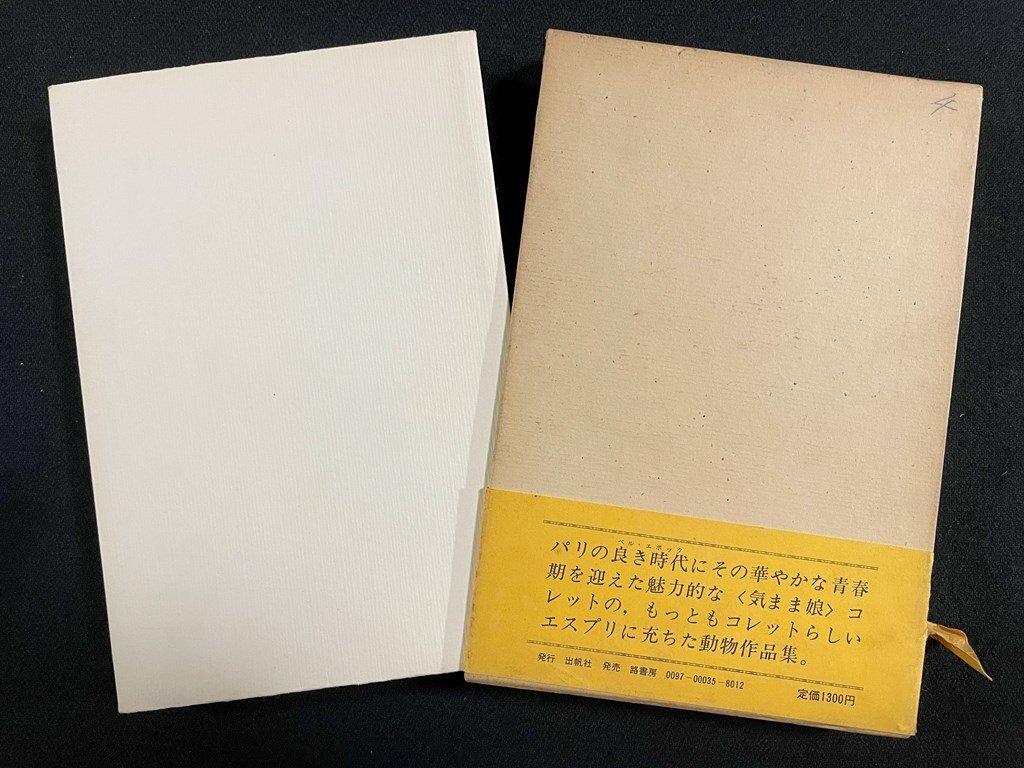 ベル・エポック
パリの良き時代にその華やかな青春
期を迎えた魅力的な〈気まま娘〉コ
レットの，もっともコレットらしい
エスプリに充ちた動物作品集。
発行 出帆社 発売 路書房 0097-00035-8012
定価1300円